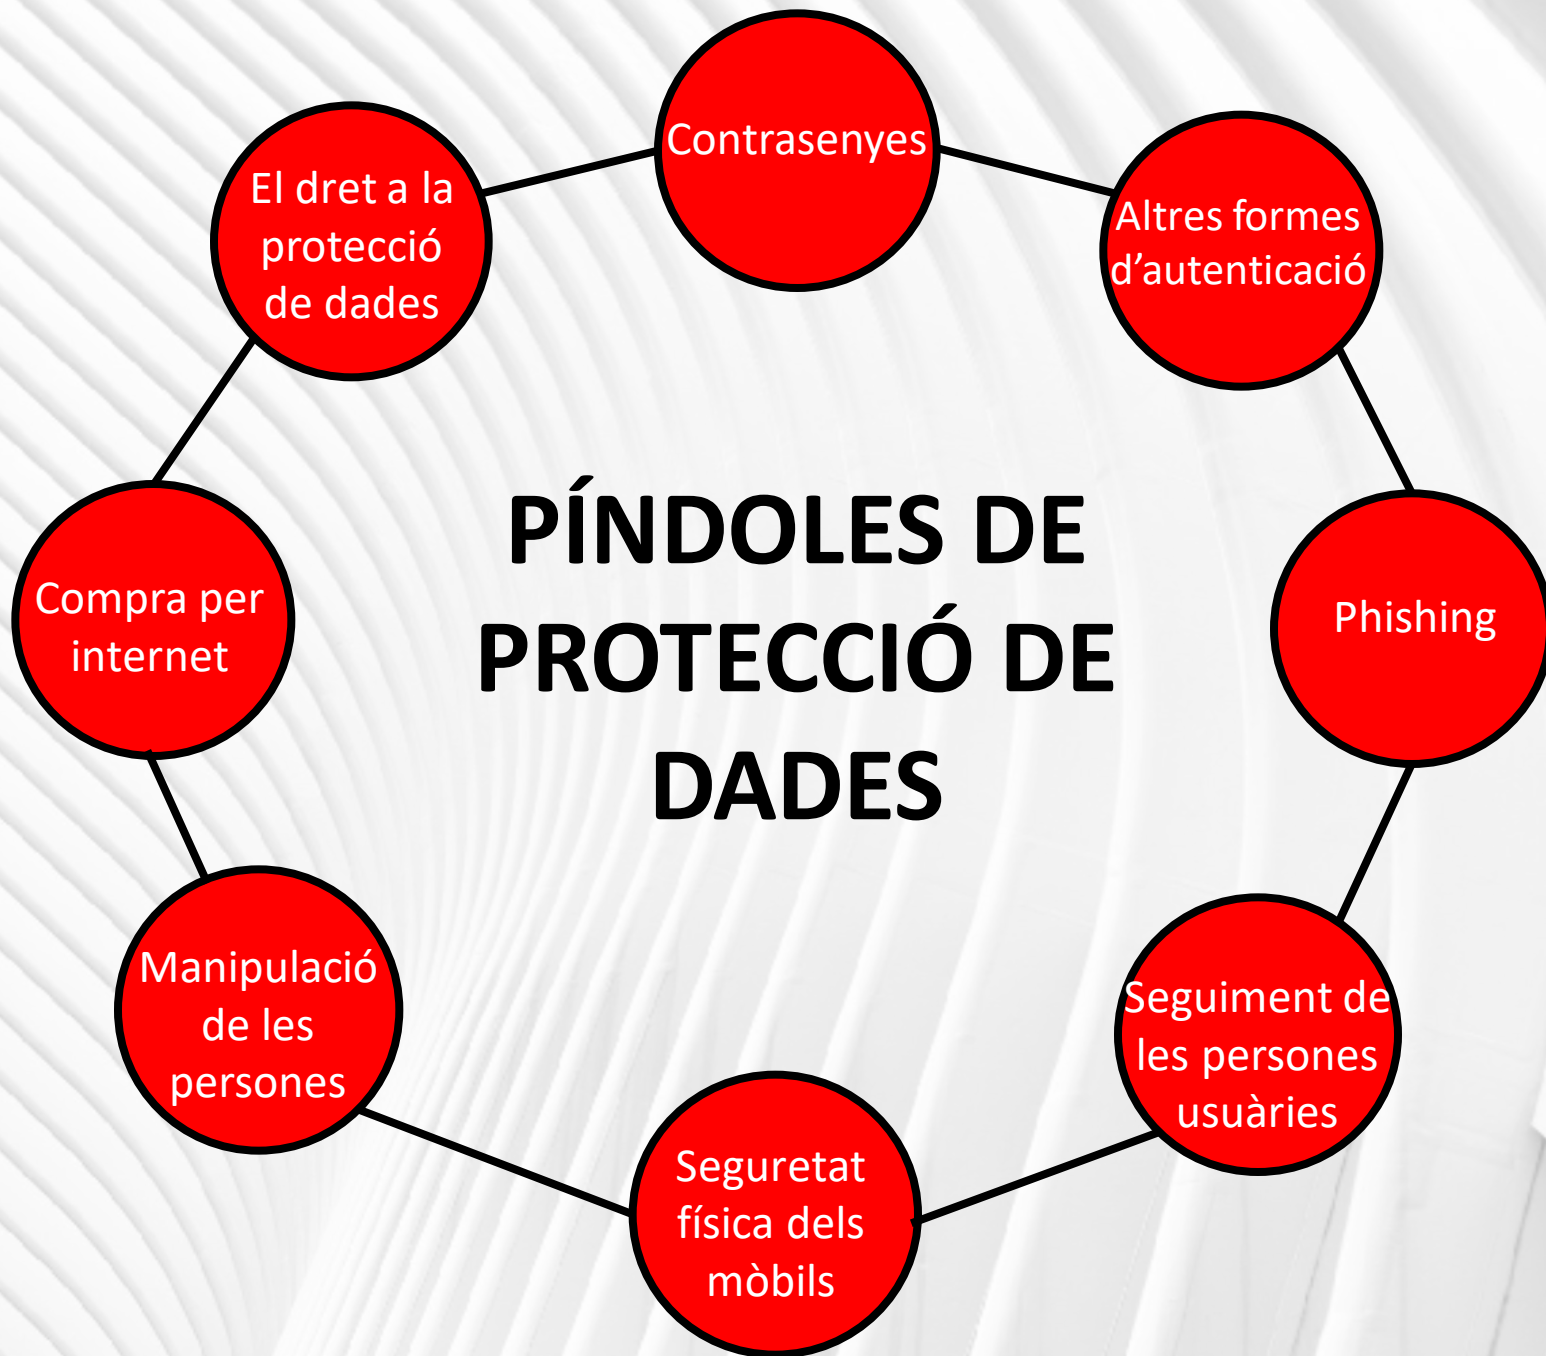 Contrasenyes
El dret a la
protecció
de dades
Altres formes
d’autenticació
PÍNDOLES DE
PROTECCIÓ DE
DADES
Compra per
internet
Phishing
Manipulació
de les
persones
Seguiment de
les persones
usuàries
Seguretat
física dels
mòbils